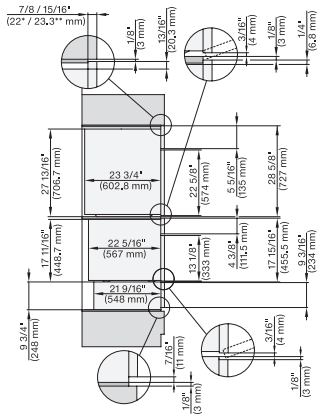 7/8 / 15/16"
(22* / 23.3** mm)
1/8"
(3 mm)
13/16"
(20.3 mm)
3/16"
(4 mm)
1/8"
(3 mm)
1/4"
(6.8 mm)
27 13/16"
(706.7 mm)
23 3/4"
(602.8 mm)
22 5/8"
(574 mm)
5 5/16"
(135 mm)
28 5/8"
(727 mm)
17 11/16"
(448.7 mm)
22 5/16"
(567 mm)
13 1/8"
(333 mm)
4 3/8"
(111.5 mm)
17 15/16"
(455.5 mm)
9 3/16"
(234 mm)
21 9/16"
(548 mm)
9 3/4"
(248 mm)
7/16"
(11 mm)
1/8"
(3 mm)
3/16"
(4 mm)
1/8"
(3 mm)